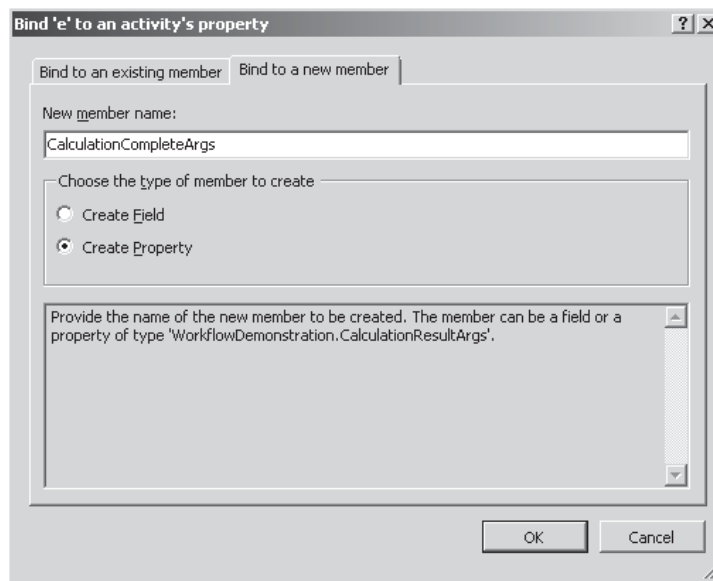 Bind 'e' to an activity's property
Bind to an existing member
Bind to a new member
New member name:
CalculationCompleteArgs
Choose the type of member to create
Create Field
Create Property
Provide the name of the new member to be created. The member can be a field or a
property of type 'WorkflowDemonstration.CalculationResultArgs'.
OK
Cancel